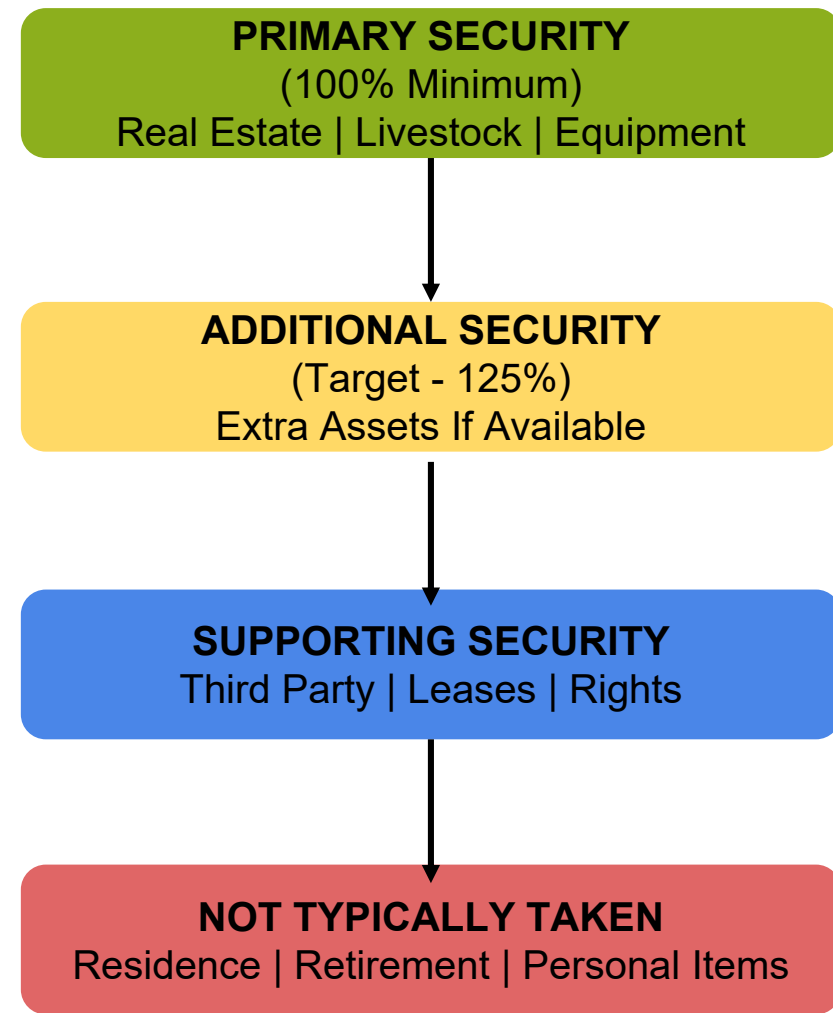 PRIMARY SECURITY
(100% Minimum)
Real Estate | Livestock | Equipment
ADDITIONAL SECURITY
(Target - 125%)
Extra Assets If Available
SUPPORTING SECURITY
Third Party | Leases | Rights
NOT TYPICALLY TAKEN
Residence | Retirement | Personal Items